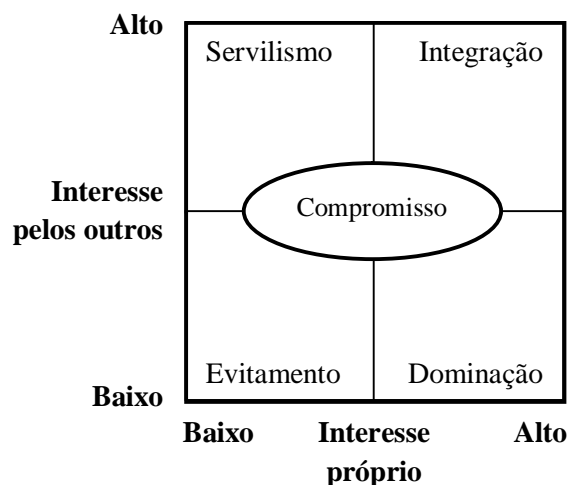 Alto
Servilismo
Integração
Interesse
pelos outros
Compromisso
Evitamento
Dominação
Baixo
Baixo
Interesse
próprio
Alto